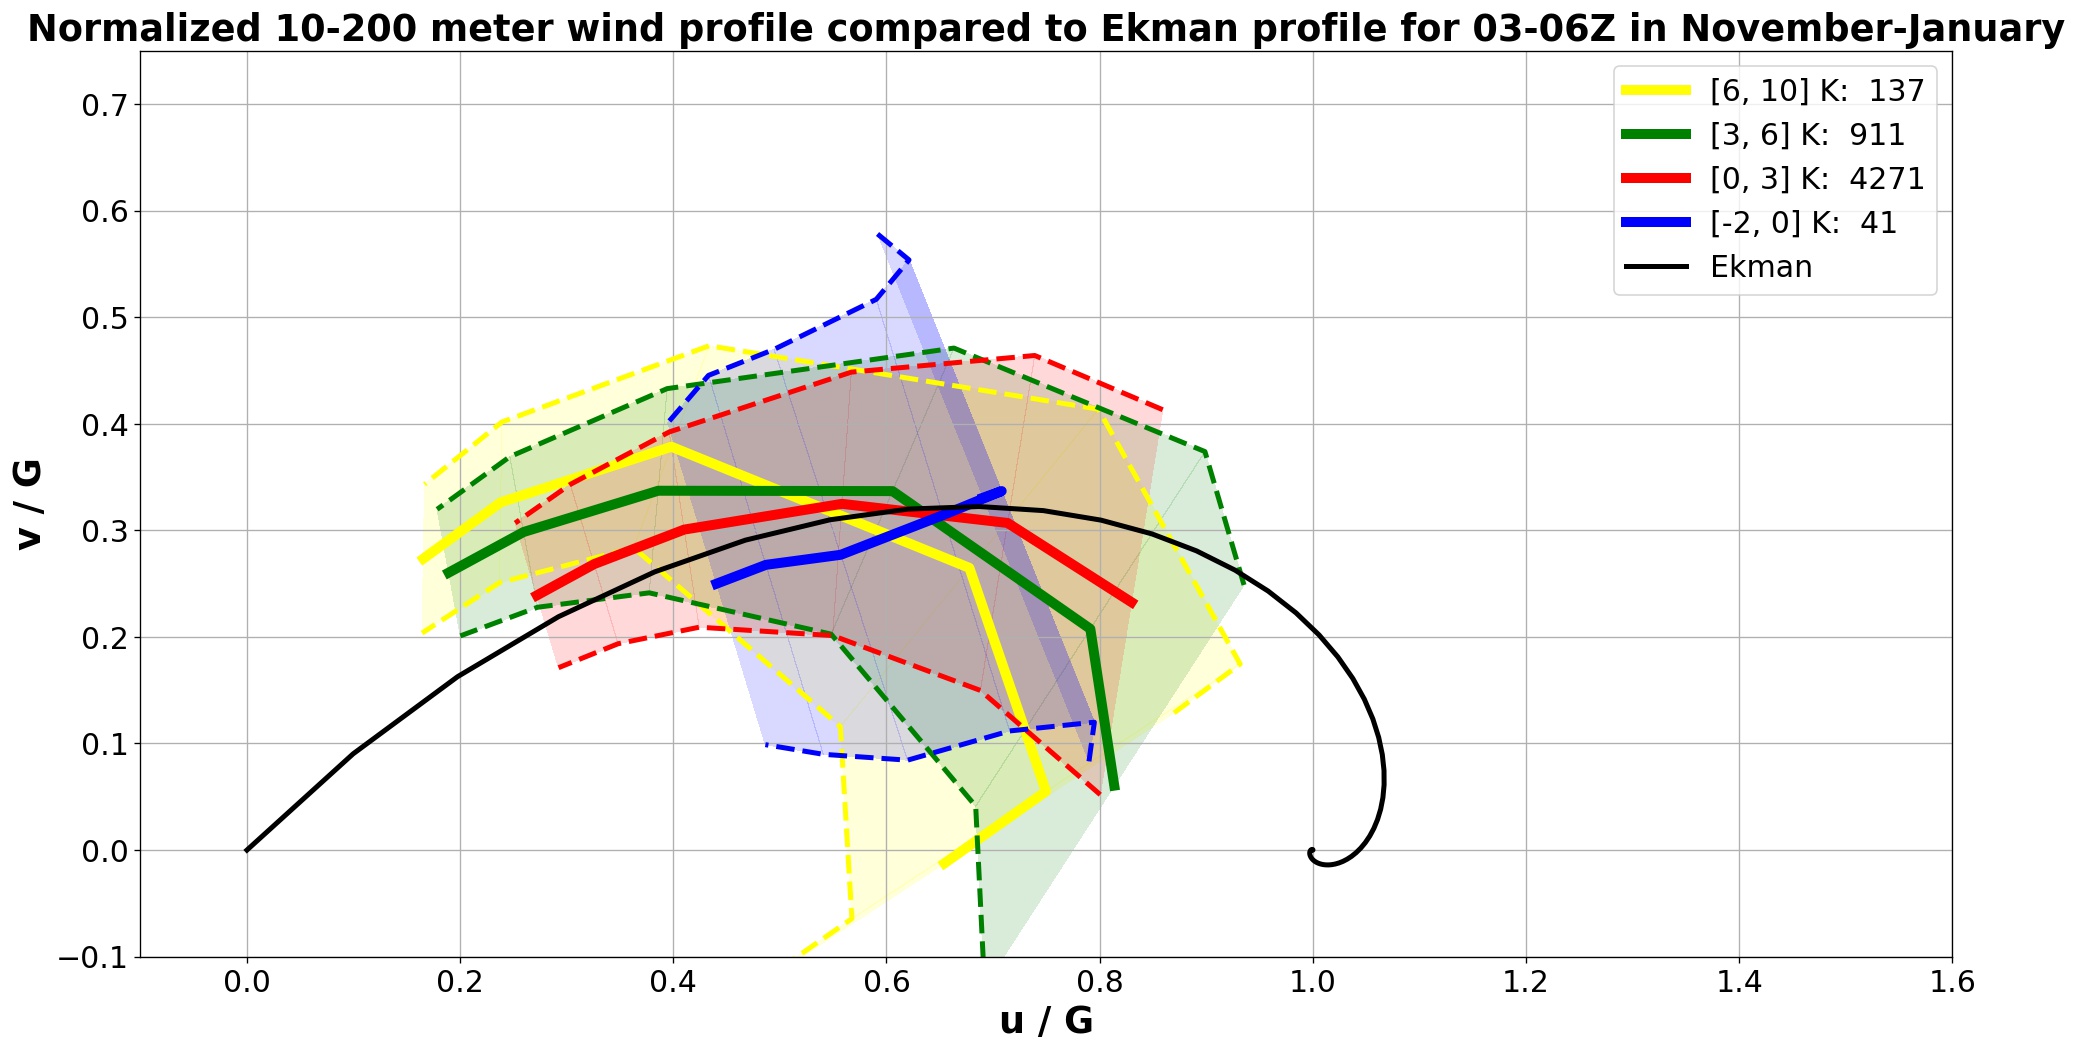 Normalized 10-200 meter wind profile compared to Ekman profile for 03-06Z in November-January
[6, 10] K:  137
[3, 6] K:  911
[0, 3] K:  4271
[-2, 0] K:  41
Ekman
0.7
0.6
0.5
0.4
0.3
0.2
0.1
0.0
−0.1
v / G
0.0 0.2 0.4 0.6 0.8 1.0 1.2 1.4 1.6
u / G